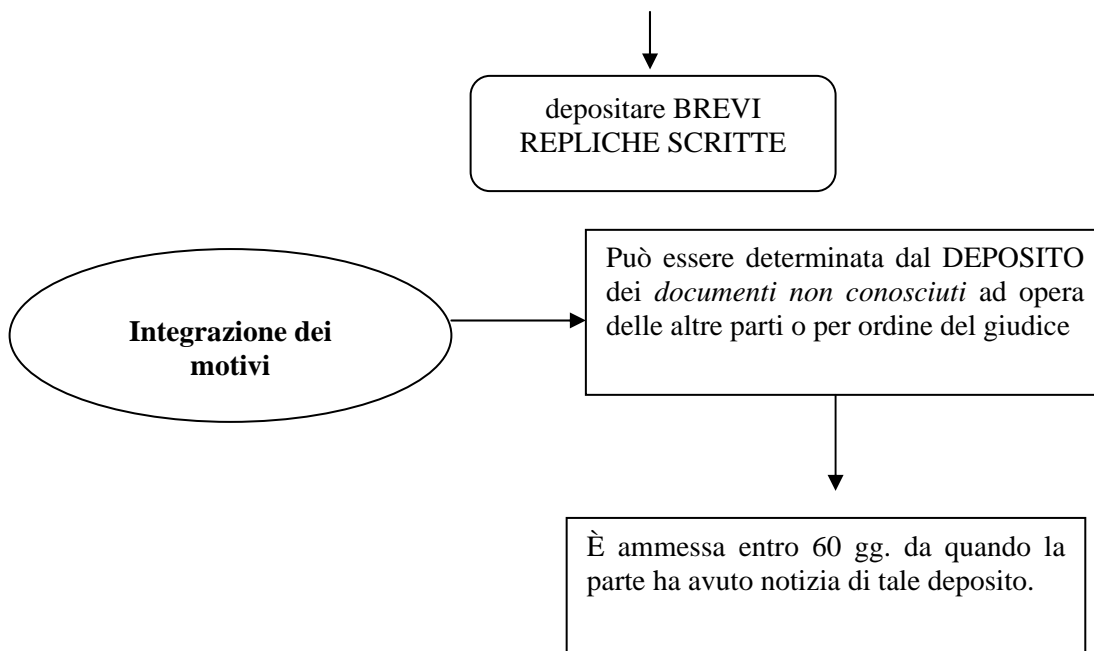 depositare BREVI
REPLICHE SCRITTE
Può essere determinata dal DEPOSITO
dei documenti non conosciuti ad opera
delle altre parti o per ordine del giudice
Integrazione dei
motivi
È ammessa entro 60 gg. da quando la
parte ha avuto notizia di tale deposito.